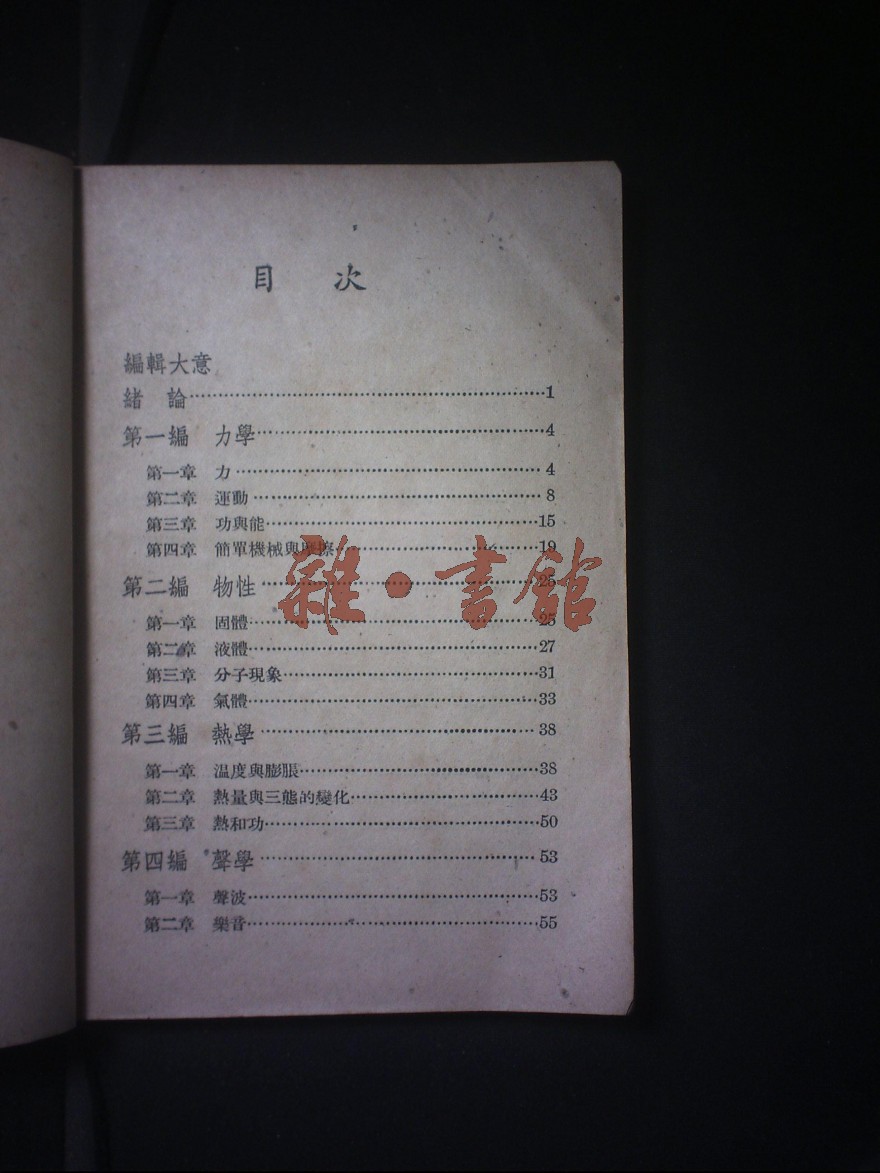 目 次
編輯大意
緒 論……1
第一編 力學……4
第一章 力……4
第二章 運動……8
第三章 功與能……15
第四章 簡單機械與摩擦……19
第二編 物性……25
第一章 固體……25
第二章 液體……27
第三章 分子現象……31
第四章 氣體……33
第三編 熱學……38
第一章 温度與膨脹……38
第二章 熱量與三態的變化……43
第三章 熱和功……50
第四編 聲學……53
第一章 聲波……53
第二章 樂音……55
雜·書館